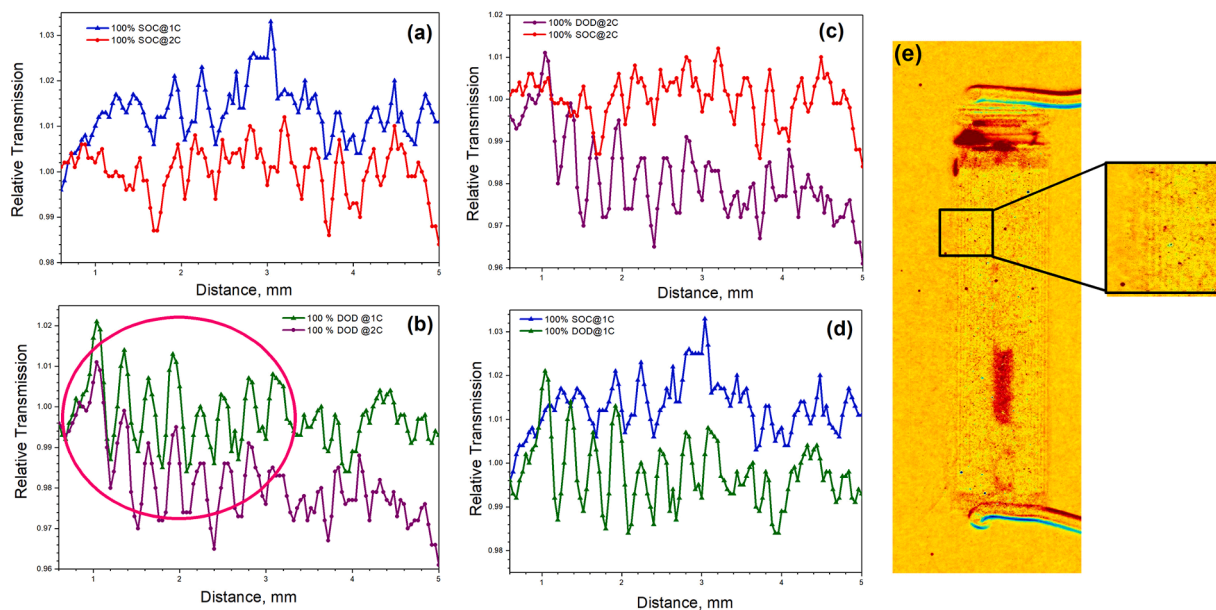 (a)
100% SOC@1C
100% SOC@2C
1.03
1.02
1.01
1.00
0.99
0.98
Relative Transmission
1 2 3 4 5
Distance, mm
(b)
100 % DOD @1C
100 % DOD @2C
1.02
1.01
1.00
0.99
0.98
0.97
0.96
Relative Transmission
1 2 3 4 5
Distance, mm
(c)
100% DOD@2C
100% SOC@2C
1.02
1.01
1.00
0.99
0.98
0.97
0.96
Relative Transmission
1 2 3 4 5
Distance, mm
(d)
100% SOC@1C
100% DOD@1C
1.03
1.02
1.01
1.00
0.99
0.98
0.98
Relative Transmission
1 2 3 4 5
Distance, mm
(e)